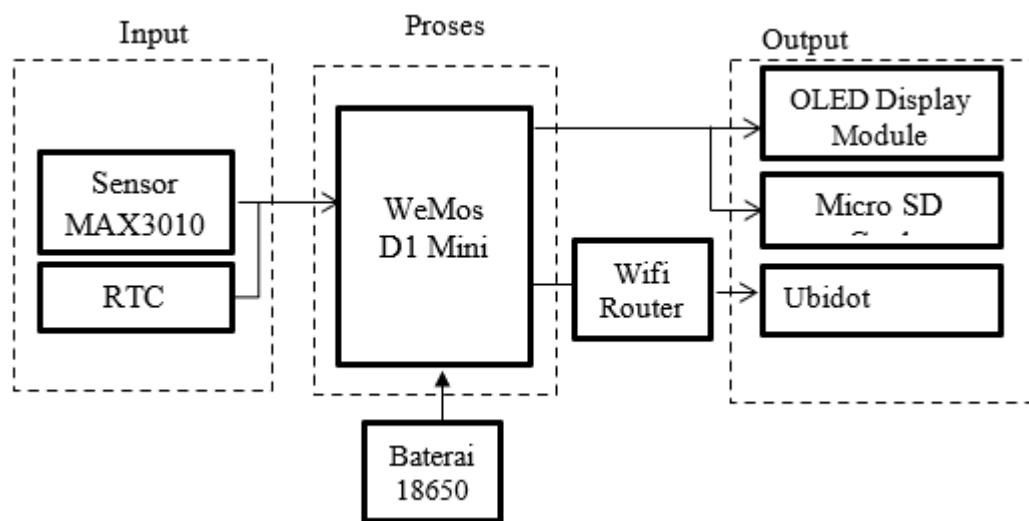 Input
Proses
Output
Sensor
MAX3010
RTC
WeMos
D1 Mini
Baterai
18650
Wifi
Router
OLED Display
Module
Micro SD
Ubidot